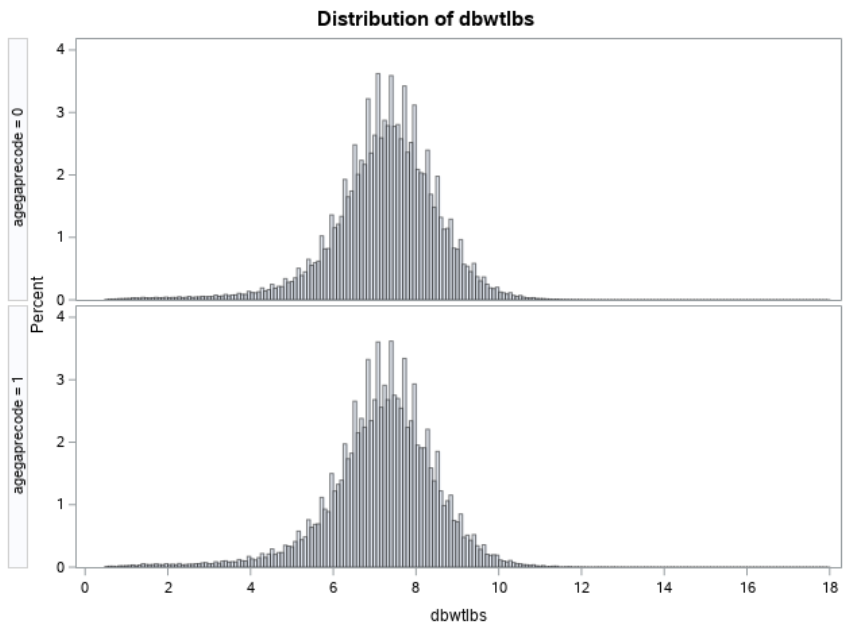 Distribution of dbwtlbs
agegaprecode = 0
4
3
2
1
0
Percent
agegaprecode = 1
4
3
2
1
0
0 2 4 6 8 10 12 14 16 18
dbwtlbs